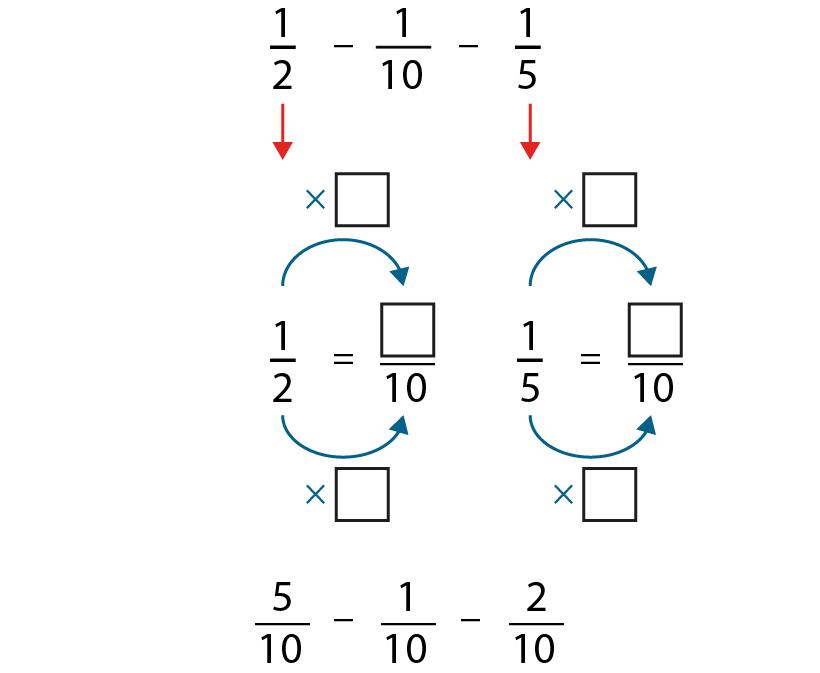 1/2 − 1/10 − 1/5
× ×
1/2 = /10 1/5 = /10
× ×
5/10 − 1/10 − 2/10